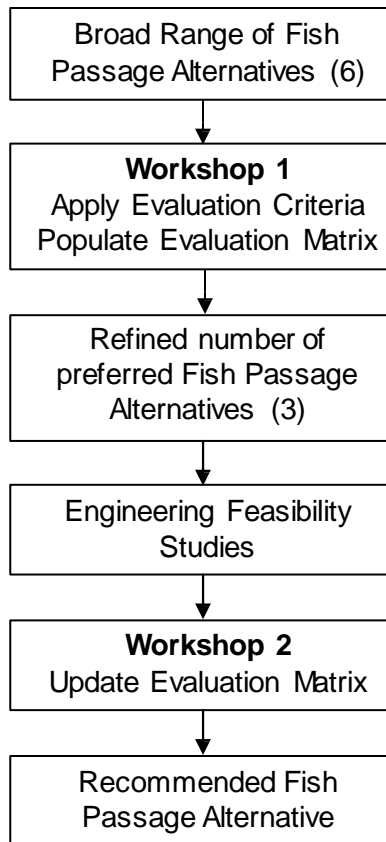 Broad Range of Fish
Passage Alternatives (6)
Workshop 1
Apply Evaluation Criteria
Populate Evaluation Matrix
Refined number of
preferred Fish Passage
Alternatives (3)
Engineering Feasibility
Studies
Workshop 2
Update Evaluation Matrix
Recommended Fish
Passage Alternative